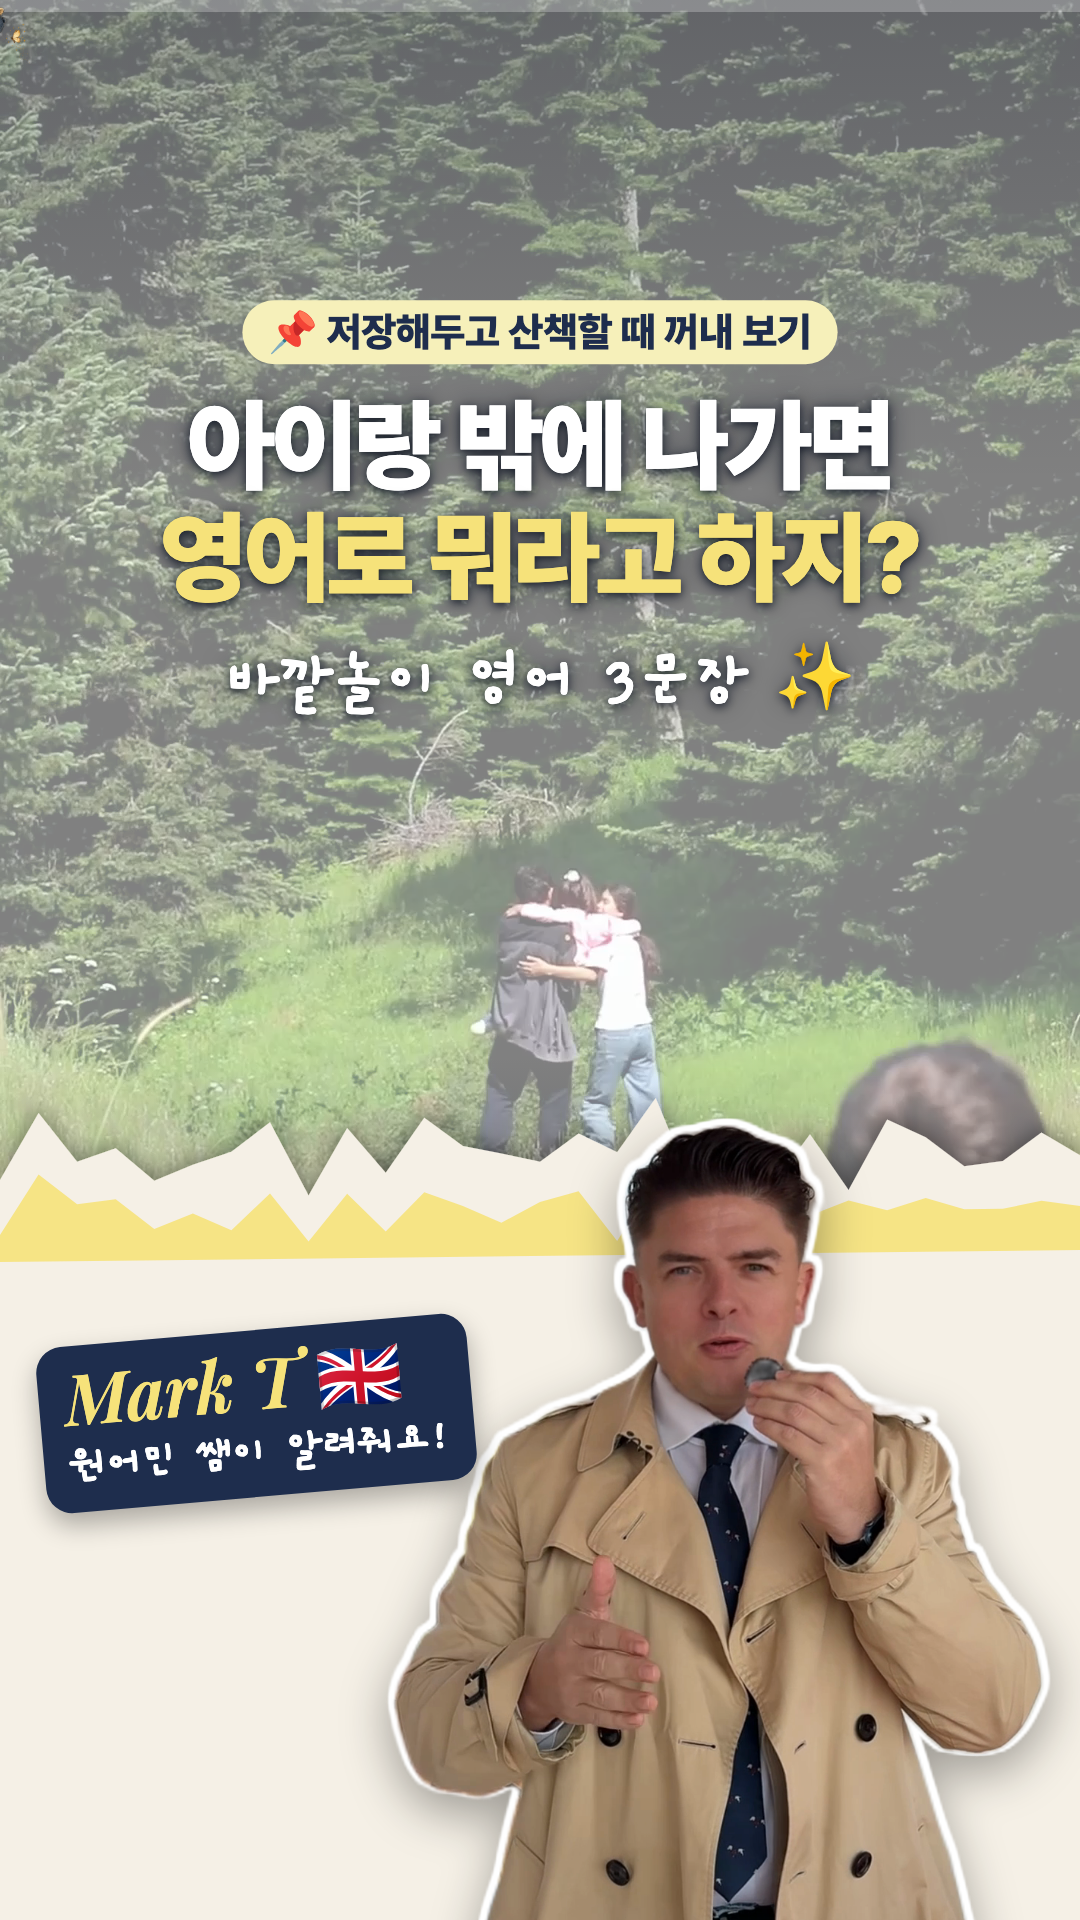 저장해두고 산책할 때 꺼내 보기
아이랑 밖에 나가면
영어로 뭐라고 하지?
바깥놀이 영어 3문장
Mark T
원어민 쌤이 알려줘요!